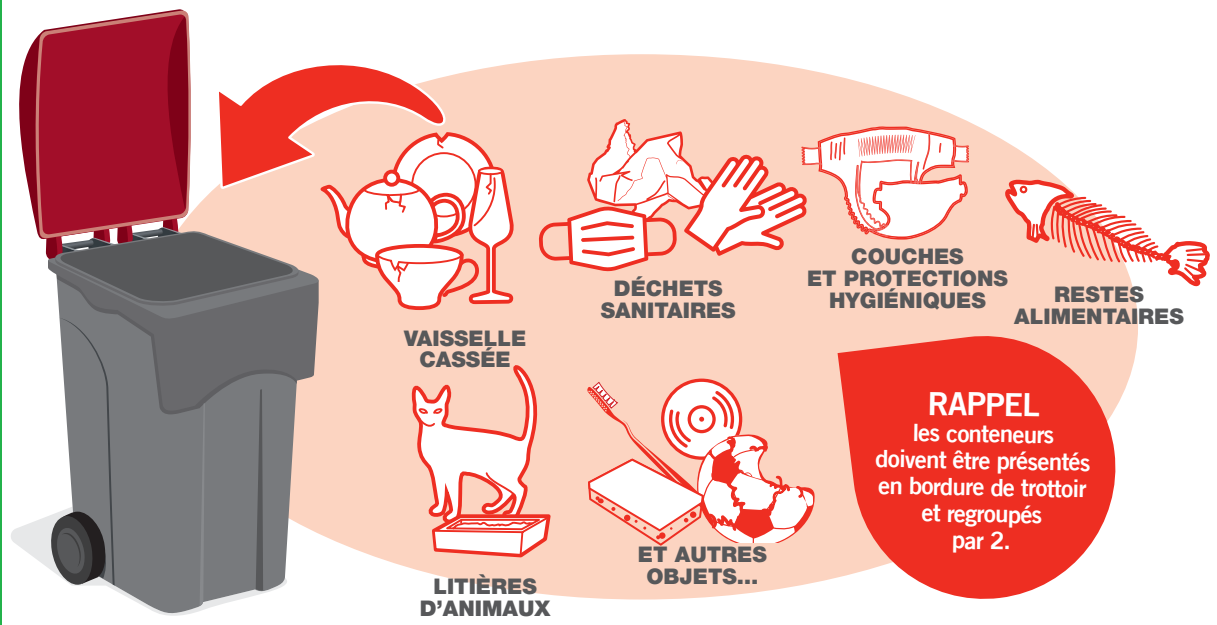 VAISSELLE
CASSÉE
DÉCHETS
SANITAIRES
COUCHES
ET PROTECTIONS
HYGIÉNIQUES
RESTES
ALIMENTAIRES
LITIÈRES
D'ANIMAUX
ET AUTRES
OBJETS...
RAPPEL
les conteneurs
doivent être présentés
en bordure de trottoir
et regroupés
par 2.